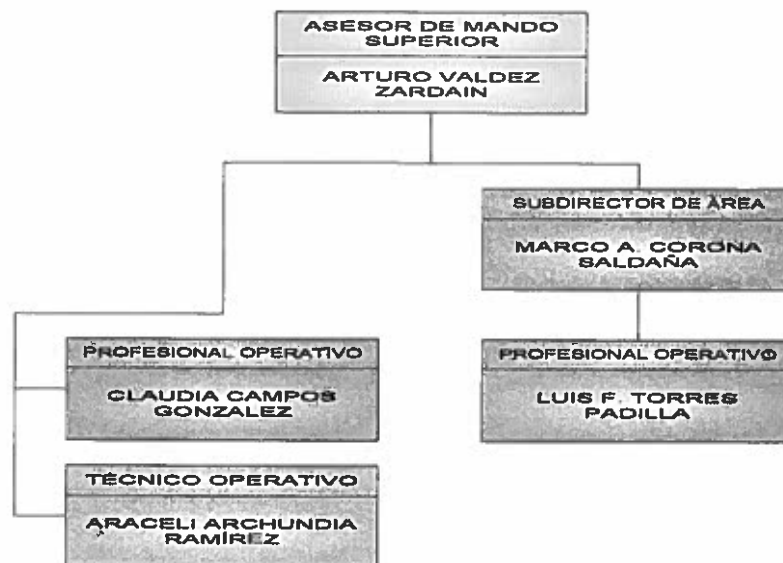 ASESOR DE MANDO
SUPERIOR
ARTURO VALDEZ
ZARDAIN
SUBDIRECTOR DE ÁREA
MARCO A. CORONA
SALDAÑA
PROFESIONAL OPERATIVO
CLAUDIA CAMPOS
GONZALEZ
PROFESIONAL OPERATIVO
LUIS F. TORRES
PADILLA
TÉCNICO OPERATIVO
ARACELI ARCHUNDIA
RAMÍREZ